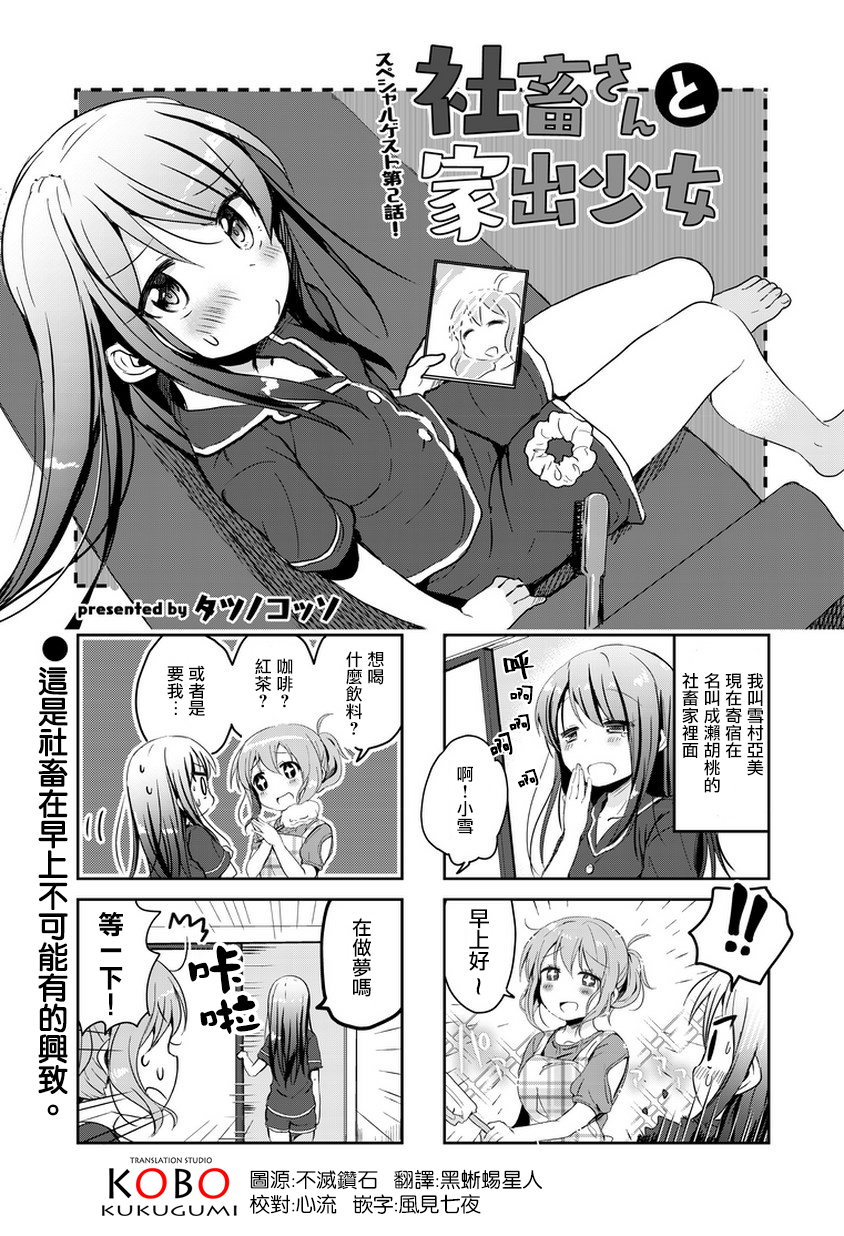 社畜さんと
家出少女
スペシャルゲスト第2話!
presented by タツノコッソ
我叫雪村亞美
現在寄宿在
名叫成瀨胡桃的
社畜家裡面
呼
啊
啊
啊
啊
啊!小雪
!!
早上好~
想喝
什麼飲料?
咖啡?
紅茶?
或者是
要我…
在做夢嗎
咔
啦
等一下!
●這是社畜在早上不可能有的興致。
TRANSLATION STUDIO
KOBO
KUKUGUMI
圖源:不滅鑽石 翻譯:黑蜥蜴星人
校對:心流 嵌字:風見七夜